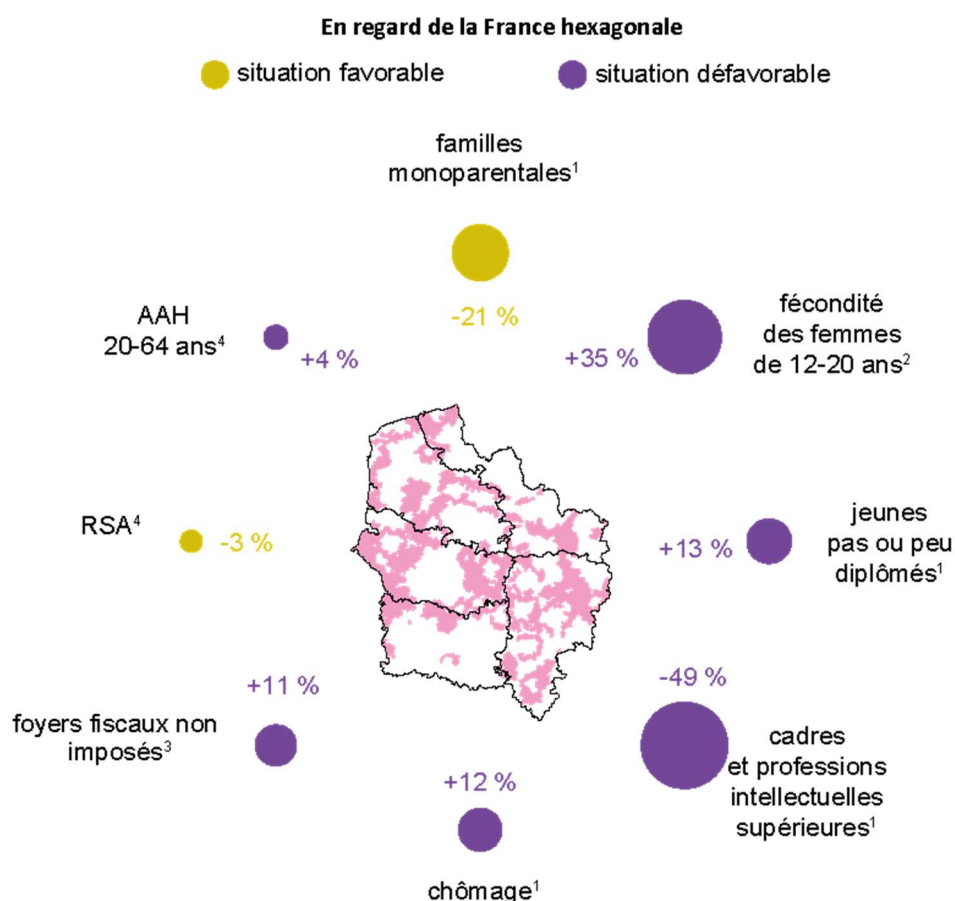 En regard de la France hexagonale
situation favorable
situation défavorable
familles
monoparentales¹
-21 %
AAH
20-64 ans⁴
+4 %
+35 %
fécondité
des femmes
de 12-20 ans²
RSA⁴
-3 %
+13 %
jeunes
pas ou peu
diplômés¹
+11 %
foyers fiscaux non
imposés³
-49 %
cadres
et professions
intellectuelles
supérieures¹
+12 %
chômage¹